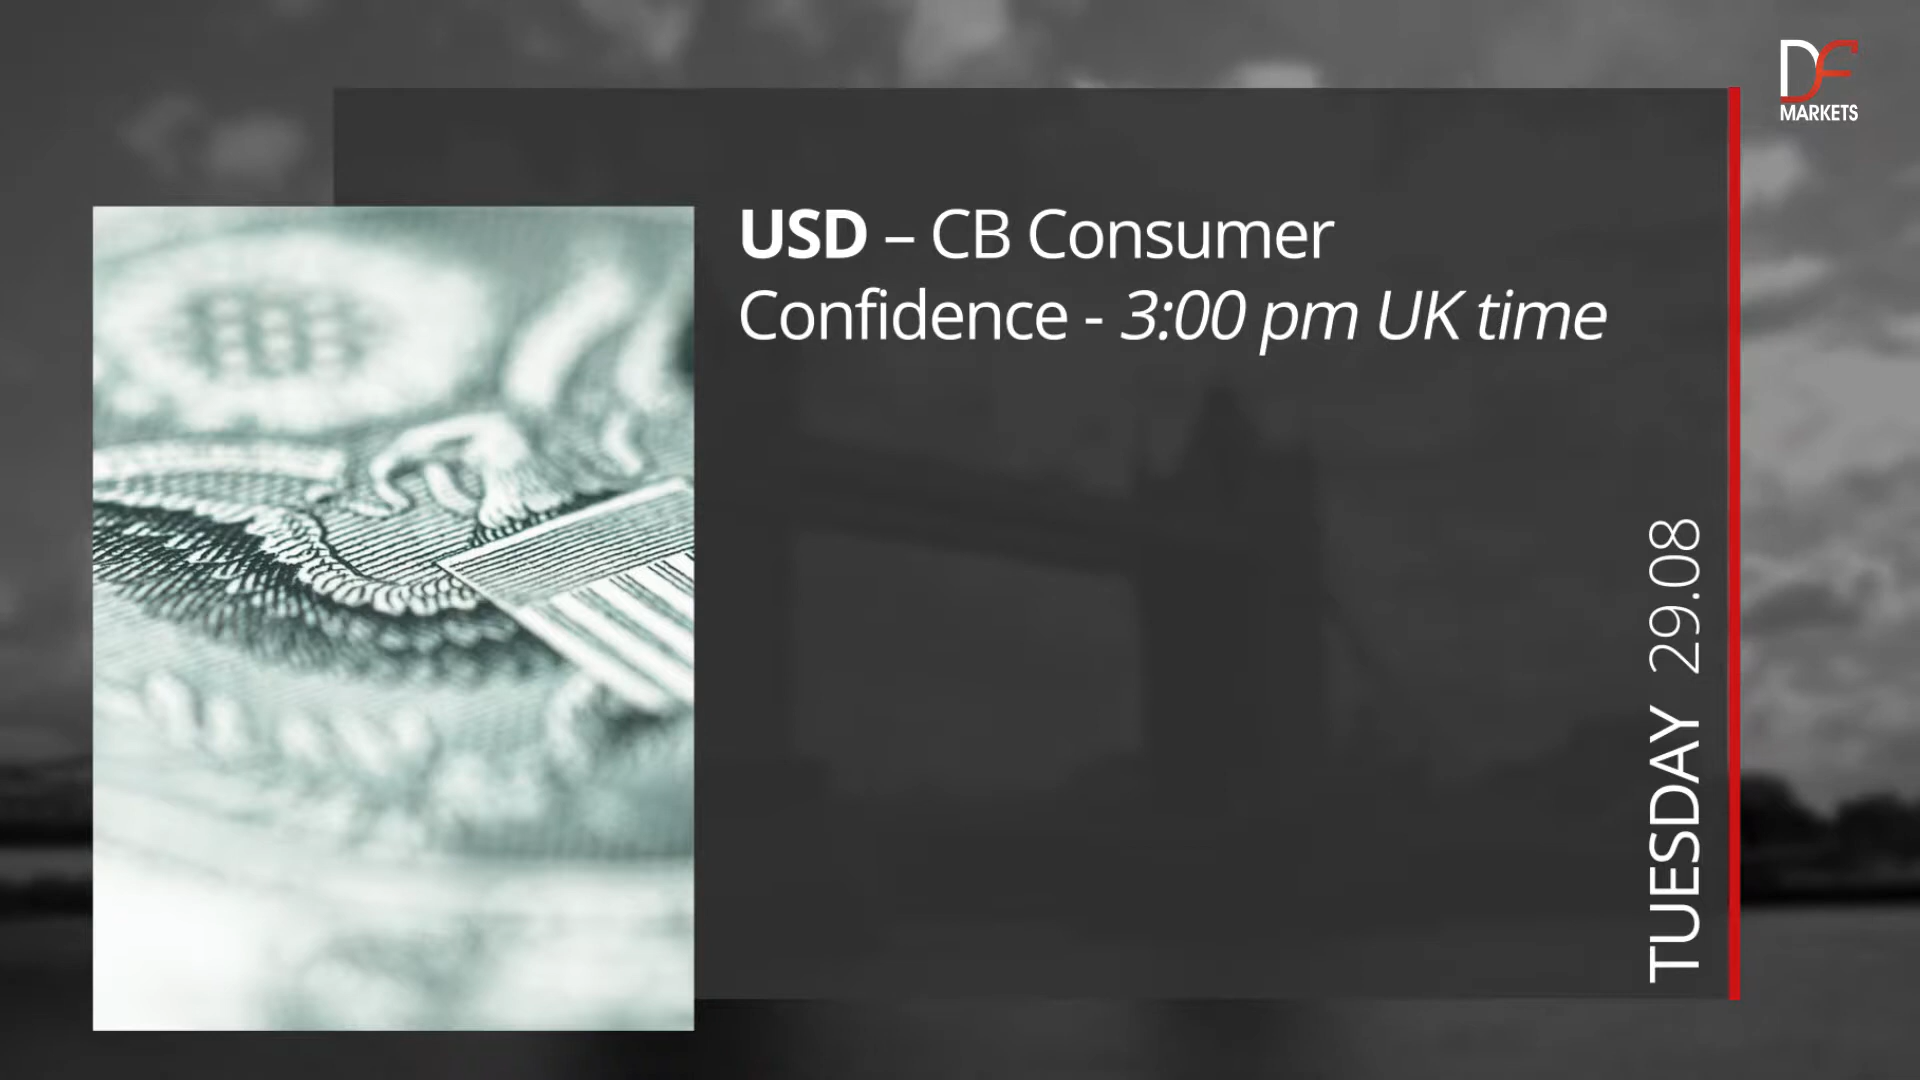 DF
MARKETS
USD – CB Consumer
Confidence - 3:00 pm UK time
TUESDAY 29.08